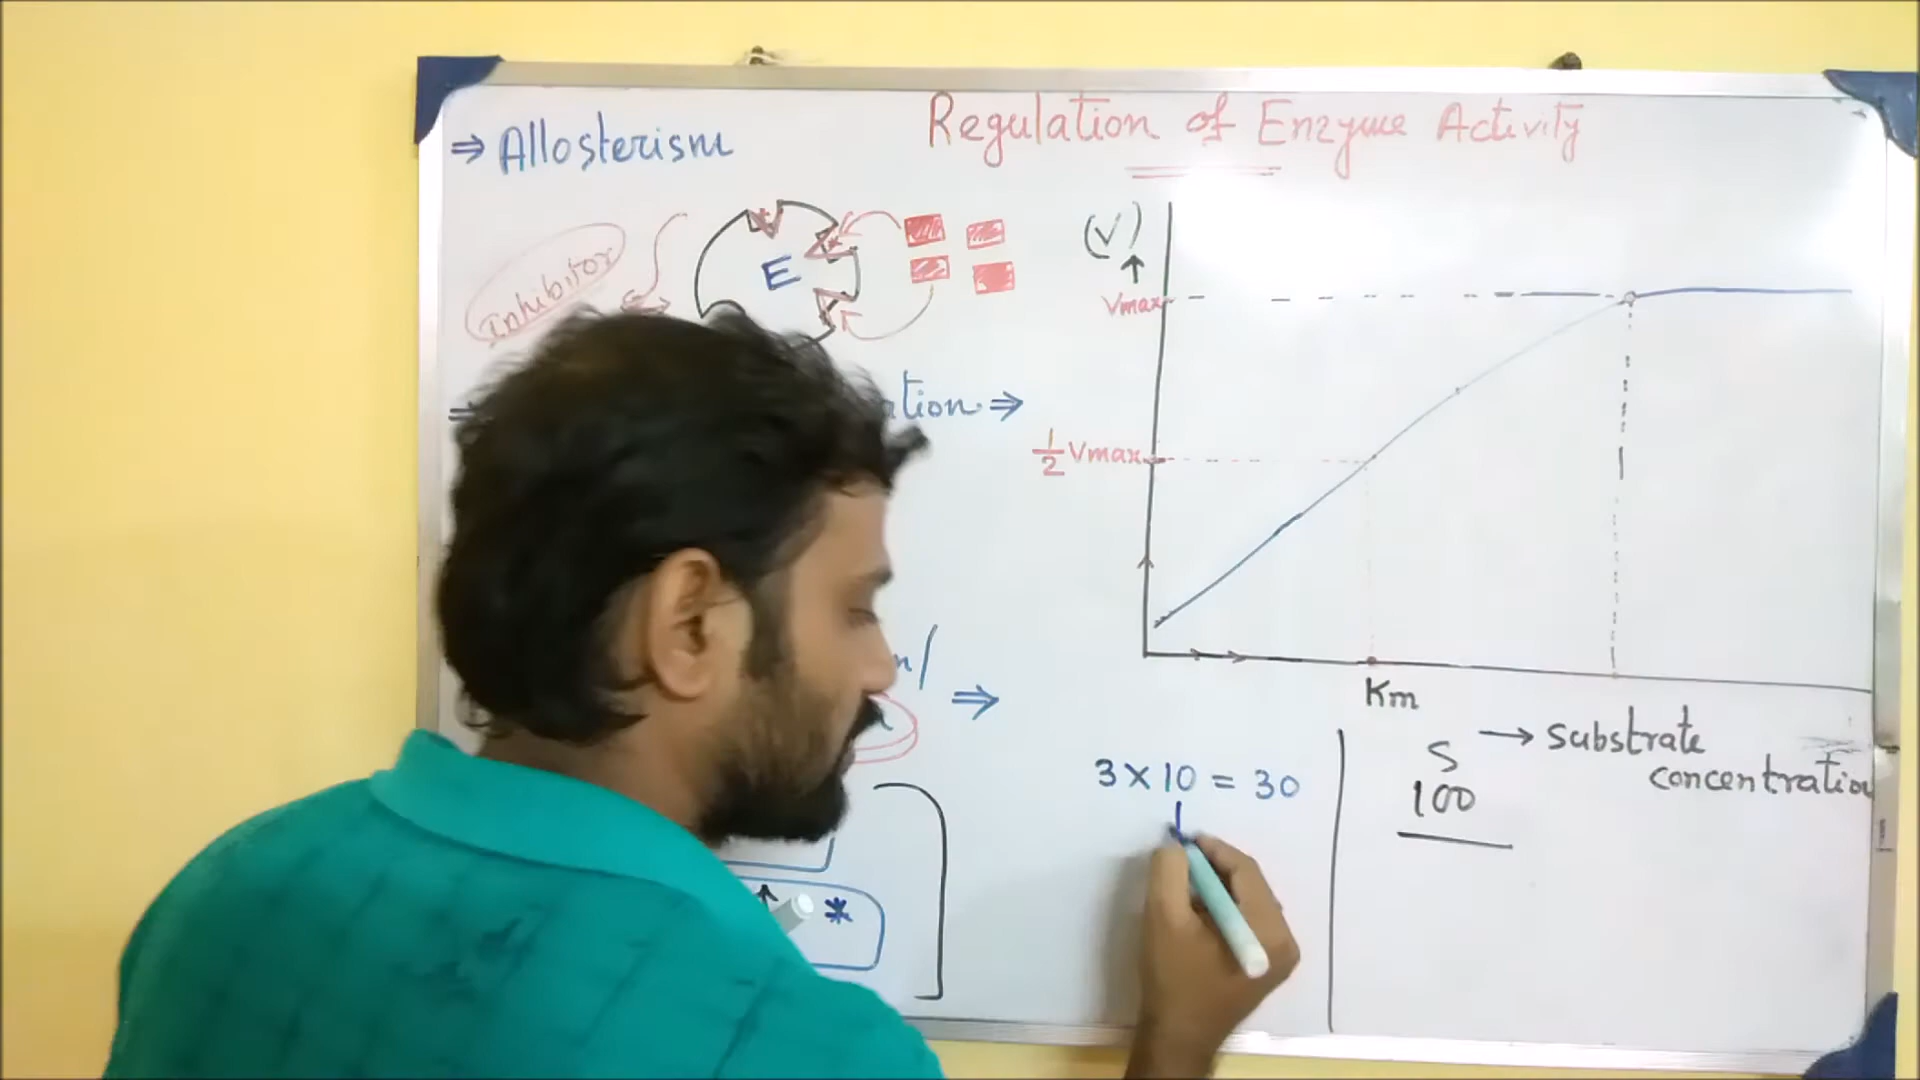 ⇒ Allosterism
Regulation of Enzyme Activity
inhibitor
E
(V)
↑
Vmax
ation ⇒
1/2 Vmax
n/
⇒
Km
→ substrate
concentration
3 × 10 = 30
S
100
↑ *